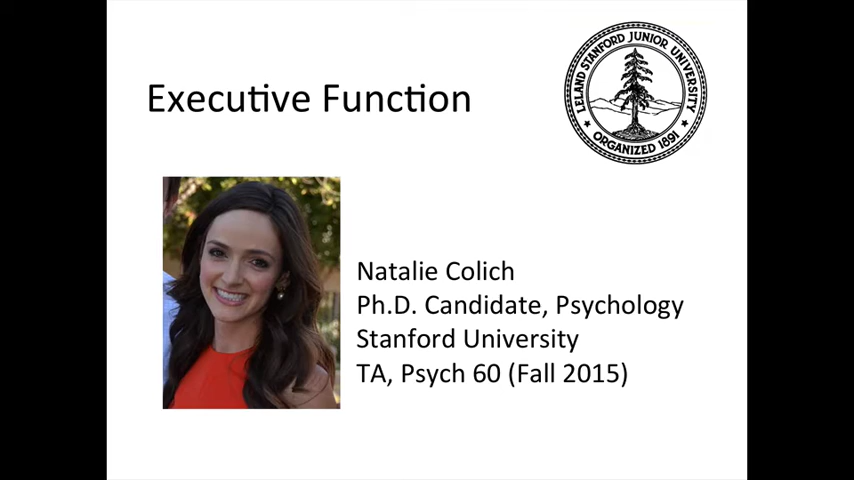 Executive Function
LELAND STANFORD JUNIOR UNIVERSITY
ORGANIZED 1891
Natalie Colich
Ph.D. Candidate, Psychology
Stanford University
TA, Psych 60 (Fall 2015)